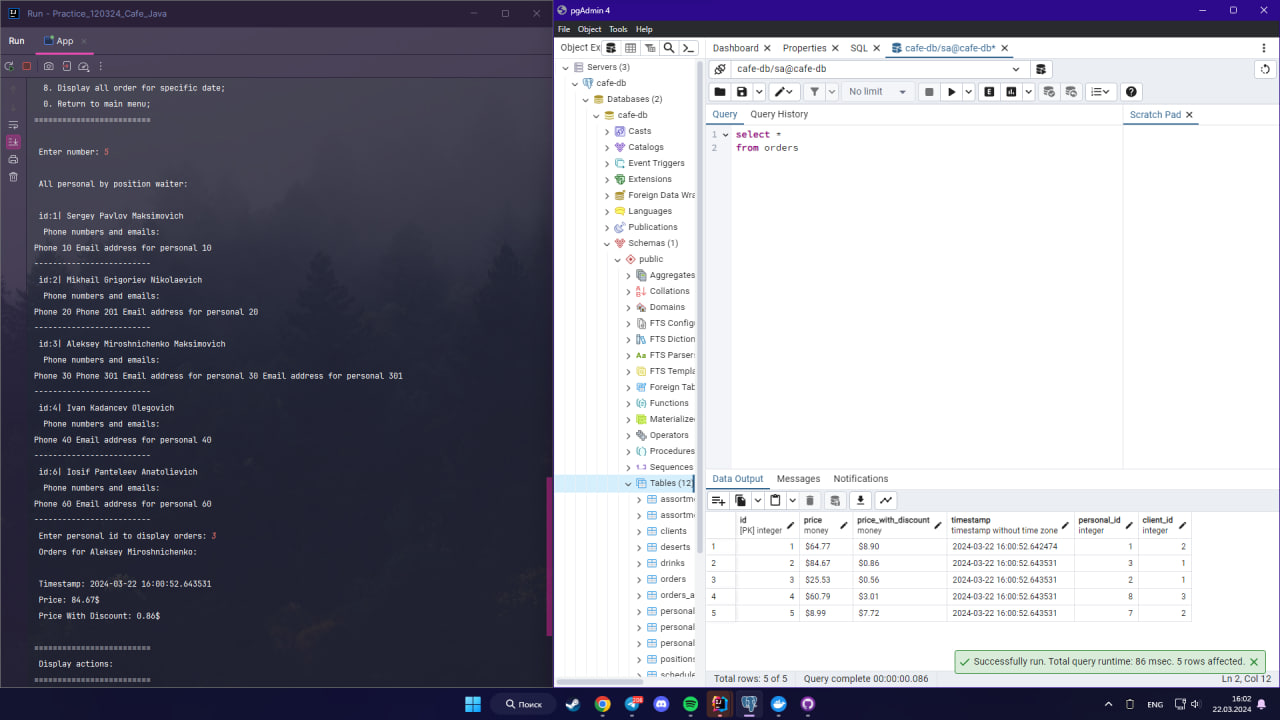 Run - Practice_120324_Cafe_Java
Run App
8. Display all order for specific date;
0. Return to main menu;
=========================
Enter number: 5
All personal by position waiter:
id:1| Sergey Pavlov Maksimovich
Phone numbers and emails:
Phone 10 Email address for personal 10
-------------------------
id:2| Mikhail Grigoriev Nikolaevich
Phone numbers and emails:
Phone 20 Phone 201 Email address for personal 20
-------------------------
id:3| Aleksey Miroshnichenko Maksimovich
Phone numbers and emails:
Phone 30 Phone 301 Email address for personal 30 Email address for personal 301
-------------------------
id:4| Ivan Kadancev Olegovich
Phone numbers and emails:
Phone 40 Email address for personal 40
-------------------------
id:6| Iosif Panteleev Anatolievich
Phone numbers and emails:
Phone 60 Email address for personal 60
-------------------------
Enter personal id to display orders: 3
Orders for Aleksey Miroshnichenko:
Timestamp: 2024-03-22 16:00:52.643531
Price: 84.67$
Price With Discount: 0.86$
=========================
Display actions:
=========================
pgAdmin 4
File Object Tools Help
Object Ex
Servers (3)
cafe-db
Databases (2)
cafe-db
Casts
Catalogs
Event Triggers
Extensions
Foreign Data Wra
Languages
Publications
Schemas (1)
public
Aggregates
Collations
Domains
FTS Config
FTS Diction
FTS Parsers
FTS Templa
Foreign Tab
Functions
Materialize
Operators
Procedures
1..3 Sequences
Tables (12)
assortm
assortm
clients
deserts
drinks
orders
orders_a
personal
personal
personal
positions
schedule
Dashboard Properties SQL cafe-db/sa@cafe-db*
cafe-db/sa@cafe-db
No limit
Query Query History
Scratch Pad
1 select *
2 from orders
Data Output Messages Notifications
id price price_with_discount timestamp personal_id client_id
[PK] integer money money timestamp without time zone integer integer
1 1 $64.77 $8.90 2024-03-22 16:00:52.642474 1 2
2 2 $84.67 $0.86 2024-03-22 16:00:52.643531 3 1
3 3 $25.53 $0.56 2024-03-22 16:00:52.643531 2 1
4 4 $60.79 $3.01 2024-03-22 16:00:52.643531 8 3
5 5 $8.99 $7.72 2024-03-22 16:00:52.643531 7 2
Successfully run. Total query runtime: 86 msec. 5 rows affected.
Total rows: 5 of 5 Query complete 00:00:00.086 Ln 2, Col 12
Поиск
ENG
16:02
22.03.2024